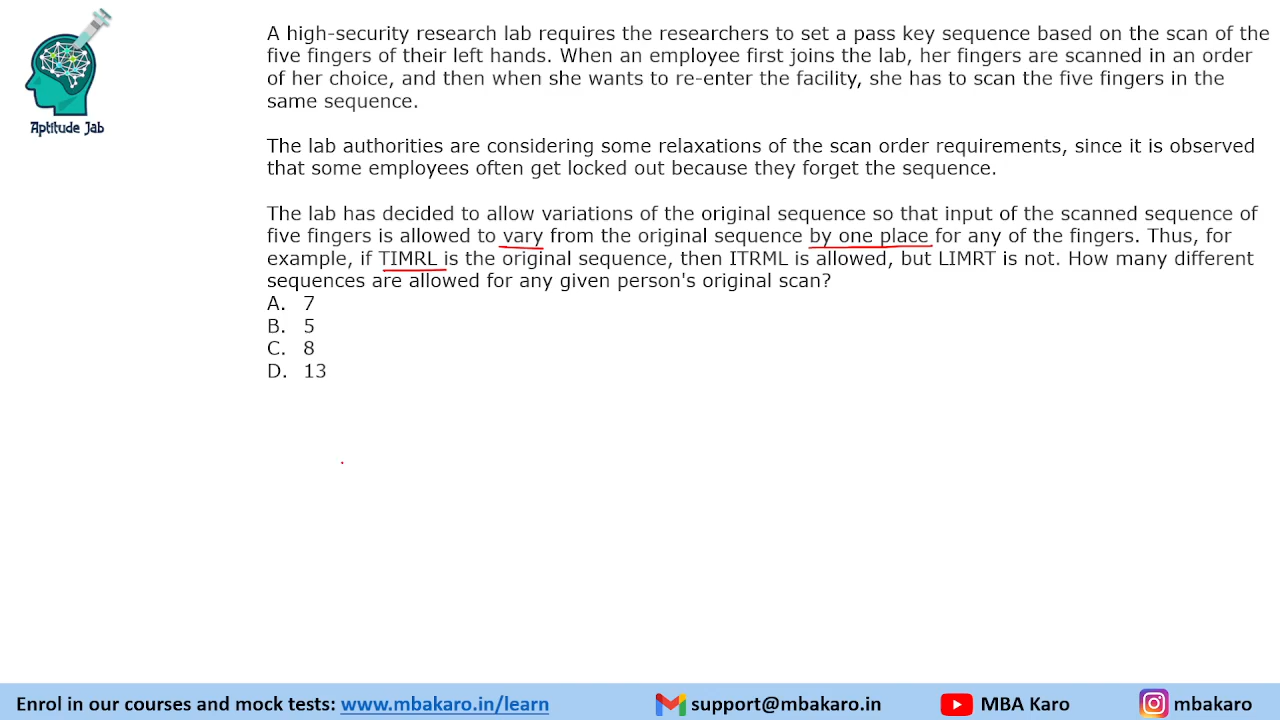 Aptitude Jab
A high-security research lab requires the researchers to set a pass key sequence based on the scan of the
five fingers of their left hands. When an employee first joins the lab, her fingers are scanned in an order
of her choice, and then when she wants to re-enter the facility, she has to scan the five fingers in the
same sequence.
The lab authorities are considering some relaxations of the scan order requirements, since it is observed
that some employees often get locked out because they forget the sequence.
The lab has decided to allow variations of the original sequence so that input of the scanned sequence of
five fingers is allowed to vary from the original sequence by one place for any of the fingers. Thus, for
example, if TIMRL is the original sequence, then ITRML is allowed, but LIMRT is not. How many different
sequences are allowed for any given person's original scan?
A. 7
B. 5
C. 8
D. 13
Enrol in our courses and mock tests: www.mbakaro.in/learn support@mbakaro.in MBA Karo mbakaro